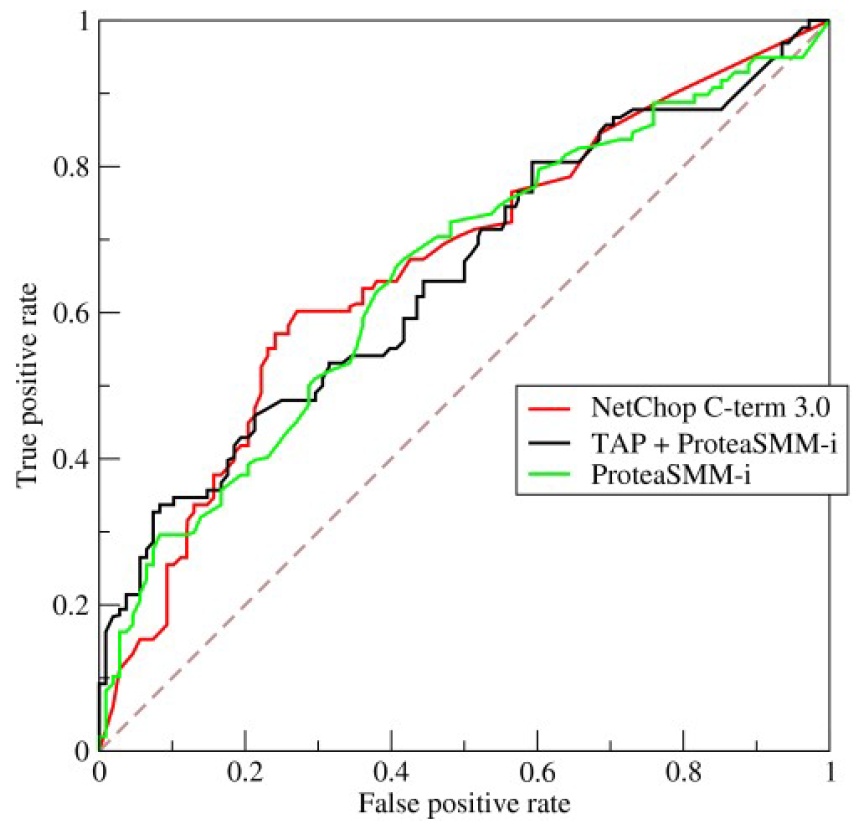 1
0.8
0.6
0.4
0.2
0
True positive rate
NetChop C-term 3.0
TAP + ProteaSMM-i
ProteaSMM-i
0
0.2
0.4
0.6
0.8
1
False positive rate